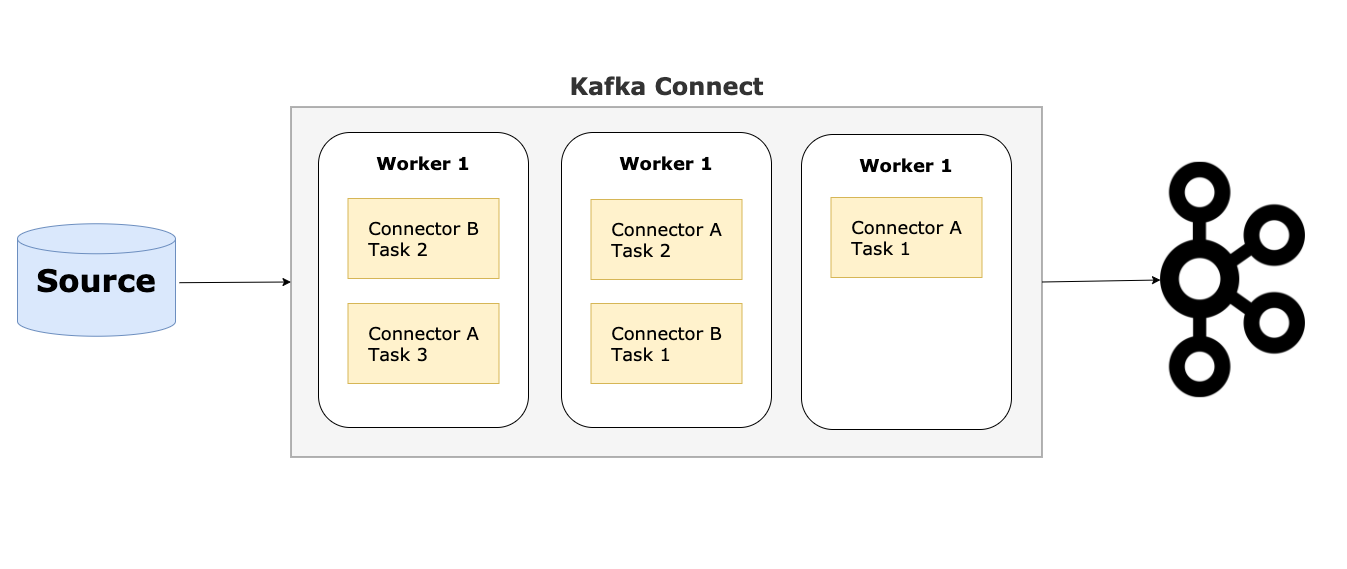 Kafka Connect
Source
Worker 1
Connector B
Task 2
Connector A
Task 3
Worker 1
Connector A
Task 2
Connector B
Task 1
Worker 1
Connector A
Task 1